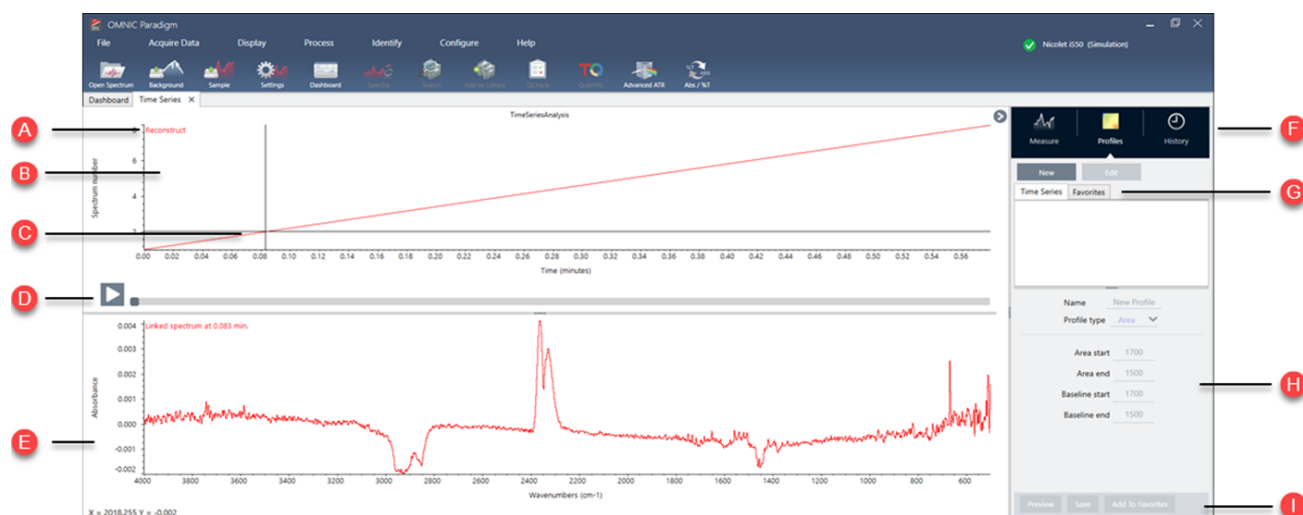 OMNIC Paradigm
File Acquire Data Display Process Identify Configure Help
Nicolet iS50 (Simulation)
Open Spectrum Background Sample Settings Dashboard Spectra Search Add to Library QCheck Quantify Advanced ATR Abs / %T
Dashboard Time Series X
TimeSeriesAnalysis
A
8
Reconstruct
B
6
Spectrum number
4
C
2
0.00 0.02 0.04 0.06 0.08 0.10 0.12 0.14 0.16 0.18 0.20 0.22 0.24 0.26 0.28 0.30 0.32 0.34 0.36 0.38 0.40 0.42 0.44 0.46 0.48 0.50 0.52 0.54 0.56
Time (minutes)
D
Linked spectrum at 0.083 min.
0.004
0.003
0.002
0.001
0.000
-0.001
-0.002
Absorbance
E
4000 3800 3600 3400 3200 3000 2800 2600 2400 2200 2000 1800 1600 1400 1200 1000 800 600
Wavenumbers (cm-1)
X = 2018.255 Y = -0.002
Measure Profiles History
F
New Edit
Time Series Favorites
G
Name New Profile
Profile type Area
Area start 1700
Area end 1500
H
Baseline start 1700
Baseline end 1500
Preview Save Add To Favorites
I